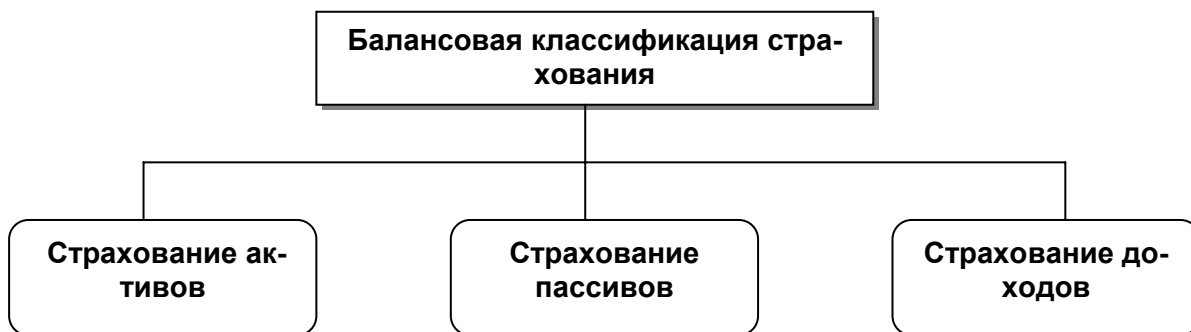 Балансовая классификация стра-
хования
Страхование ак-
тивов
Страхование
пассивов
Страхование до-
ходов